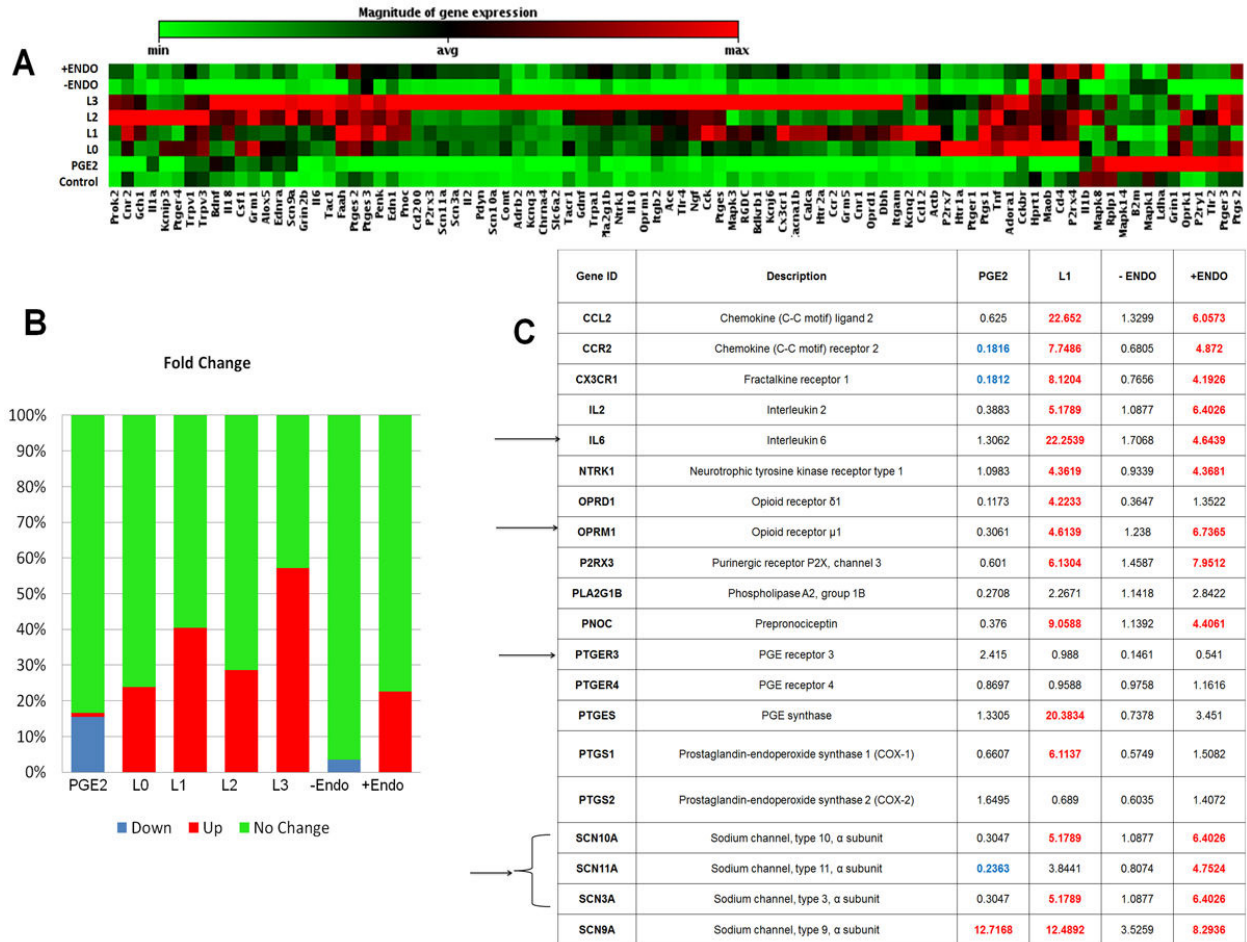 Magnitude of gene expression
min avg max
A
+ENDO
-ENDO
L3
L2
L1
L0
PGE2
Control
Prok2 Cnr2 Gch1 Il1a Kcnip3 Ptger4 Trpv1 Trpv3 Bdnf Il18 Csf1 Grm1 Alox5 Ednra Scn9a Grin2b Il6 Tac1 Faah Ptges2 Ptges3 Penk Edn1 Pnoc Cd200 P2rx3 Scn11a Scn3a Il2 Pdyn Scn10a Comt Adrb2 Kcnq3 Chrna4 Slc6a2 Tacr1 Gdnf Trpa1 Pla2g1b Ntrk1 Il10 Oprm1 Itgb2 Ace Tlr4 Ngf Cck Ptges Mapk3 RGDC Bdkrb1 Kcnj6 Cx3cr1 Cacna1b Calca Htr2a Ccr2 Grm5 Cnr1 Oprd1 Dbh Itgam Kcnq2 Ccl12 Actb P2rx7 Htr1a Ptger1 Ptgs1 Tnf Adora1 Cckbr Hprt1 Maob Cd4 P2rx4 Il1b Mapk8 Rplp1 Mapk14 B2m Mapk1 Ldha Grin1 Oprk1 P2ry1 Tlr2 Ptger3 Ptgs2
B
Fold Change
100%
90%
80%
70%
60%
50%
40%
30%
20%
10%
0%
PGE2 L0 L1 L2 L3 -Endo +Endo
Down Up No Change
C
Gene ID Description PGE2 L1 - ENDO +ENDO
CCL2 Chemokine (C-C motif) ligand 2 0.625 22.652 1.3299 6.0573
CCR2 Chemokine (C-C motif) receptor 2 0.1816 7.7486 0.6805 4.872
CX3CR1 Fractalkine receptor 1 0.1812 8.1204 0.7656 4.1926
IL2 Interleukin 2 0.3883 5.1789 1.0877 6.4026
IL6 Interleukin 6 1.3062 22.2539 1.7068 4.6439
NTRK1 Neurotrophic tyrosine kinase receptor type 1 1.0983 4.3619 0.9339 4.3681
OPRD1 Opioid receptor δ1 0.1173 4.2233 0.3647 1.3522
OPRM1 Opioid receptor μ1 0.3061 4.6139 1.238 6.7365
P2RX3 Purinergic receptor P2X, channel 3 0.601 6.1304 1.4587 7.9512
PLA2G1B Phospholipase A2, group 1B 0.2708 2.2671 1.1418 2.8422
PNOC Prepronociceptin 0.376 9.0588 1.1392 4.4061
PTGER3 PGE receptor 3 2.415 0.988 0.1461 0.541
PTGER4 PGE receptor 4 0.8697 0.9588 0.9758 1.1616
PTGES PGE synthase 1.3305 20.3834 0.7378 3.451
PTGS1 Prostaglandin-endoperoxide synthase 1 (COX-1) 0.6607 6.1137 0.5749 1.5082
PTGS2 Prostaglandin-endoperoxide synthase 2 (COX-2) 1.6495 0.689 0.6035 1.4072
SCN10A Sodium channel, type 10, α subunit 0.3047 5.1789 1.0877 6.4026
SCN11A Sodium channel, type 11, α subunit 0.2363 3.8441 0.8074 4.7524
SCN3A Sodium channel, type 3, α subunit 0.3047 5.1789 1.0877 6.4026
SCN9A Sodium channel, type 9, α subunit 12.7168 12.4892 3.5259 8.2936